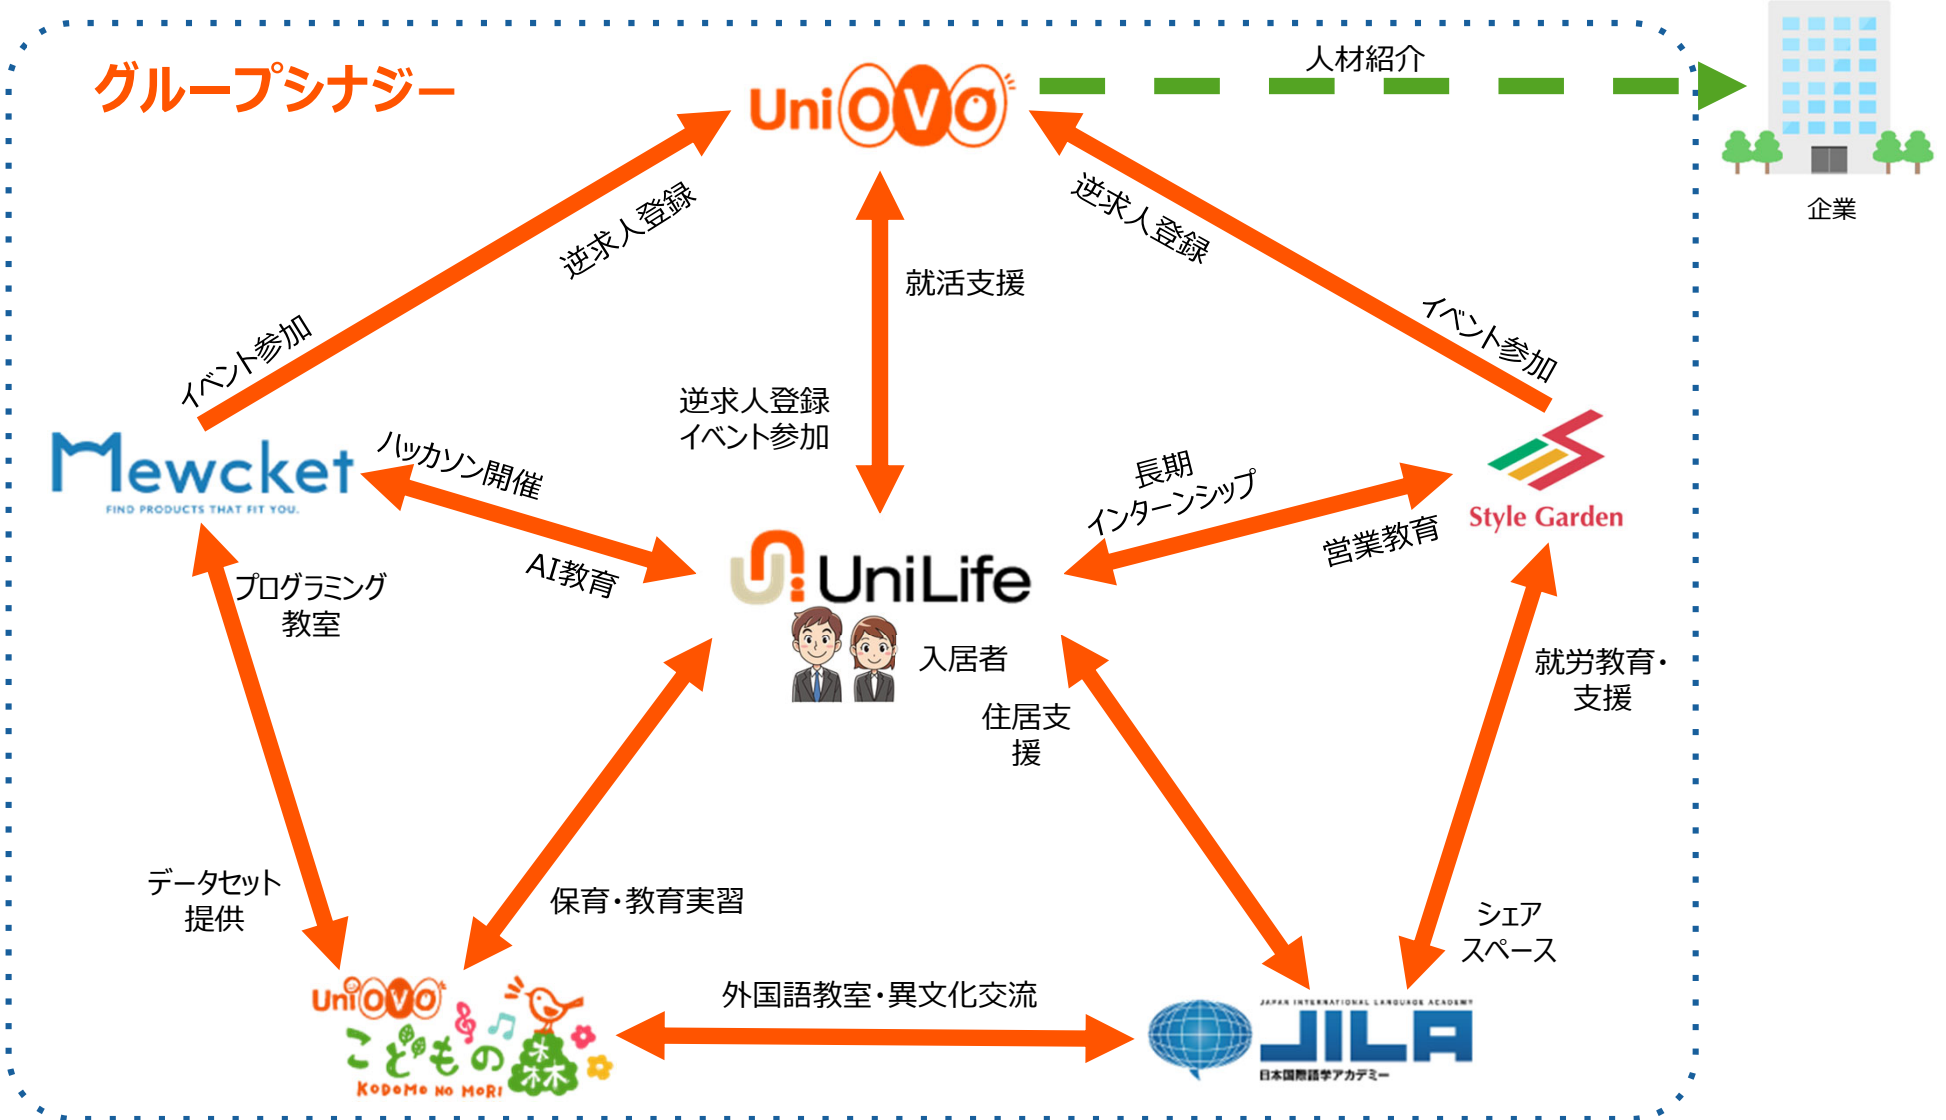 グループシナジー
人材紹介
UniOVO
企業
逆求人登録
逆求人登録
就活支援
イベント参加
イベント参加
逆求人登録
イベント参加
Mewcket
FIND PRODUCTS THAT FIT YOU.
ハッカソン開催
AI教育
長期
インターンシップ
営業教育
Style Garden
UniLife
入居者
プログラミング
教室
住居支
援
就労教育・
支援
データセット
提供
保育・教育実習
シェア
スペース
外国語教室・異文化交流
UniOVO
こどもの森
KODOMO NO MORI
JAPAN INTERNATIONAL LANGUAGE ACADEMY
JILA
日本国際語学アカデミー